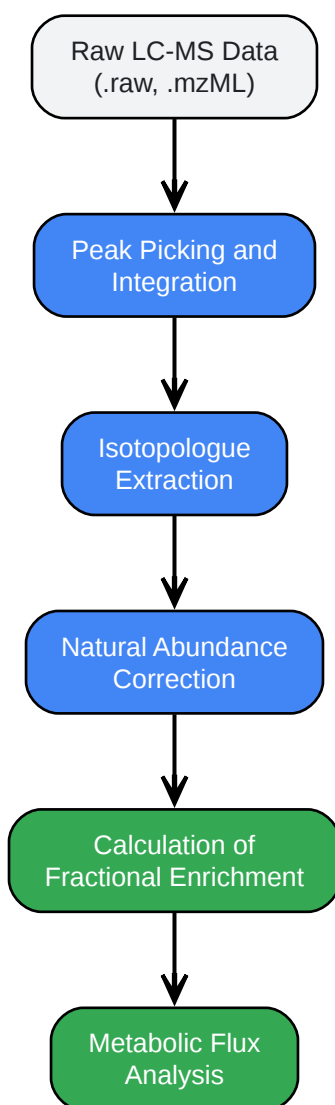 Raw LC-MS Data
(.raw, .mzML)
Peak Picking and
Integration
Isotopologue
Extraction
Natural Abundance
Correction
Calculation of
Fractional Enrichment
Metabolic Flux
Analysis